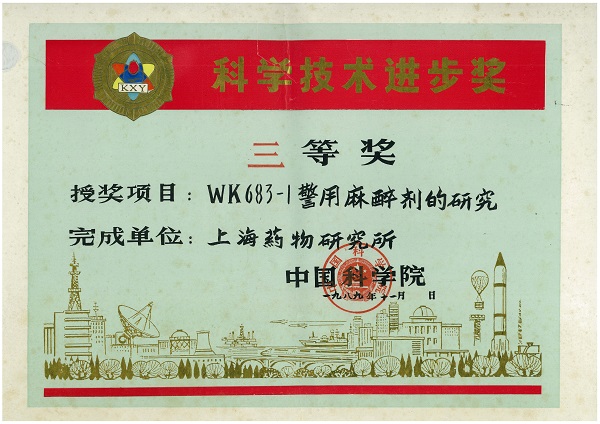 KXY
科学技术进步奖
三等奖
授奖项目：WK683-1警用麻醉剂的研究
完成单位：上海药物研究所
中国科学院
一九八九年十一月 日